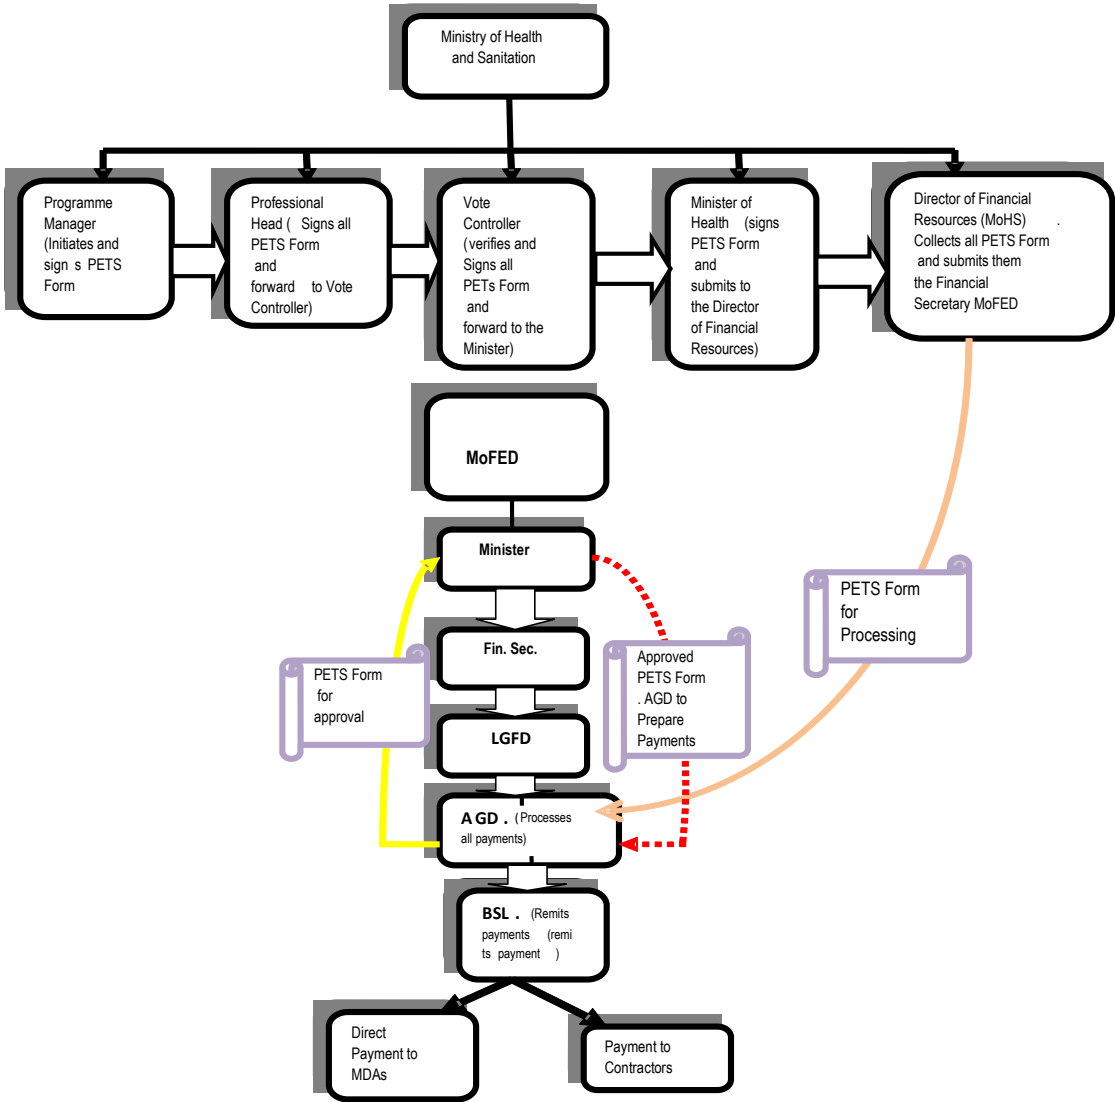 Ministry of Health
and Sanitation
Programme
Manager
(Initiates and
sign s PETS
Form
Professional
Head ( Signs all
PETS Form
and
forward to Vote
Controller)
Vote
Controller
(verifies and
Signs all
PETs Form
and
forward to the
Minister)
Minister of
Health (signs
PETS Form
and
submits to
the Director
of Financial
Resources)
Director of Financial
Resources (MoHS) .
Collects all PETS Form
and submits them
the Financial
Secretary MoFED
MoFED
Minister
Fin. Sec.
LGFD
AGD . (Processes
all payments)
PETS Form
for
approval
Approved
PETS Form
. AGD to
Prepare
Payments
PETS Form
for
Processing
BSL . (Remits
payments (remi
ts payment )
Direct
Payment to
MDAs
Payment to
Contractors